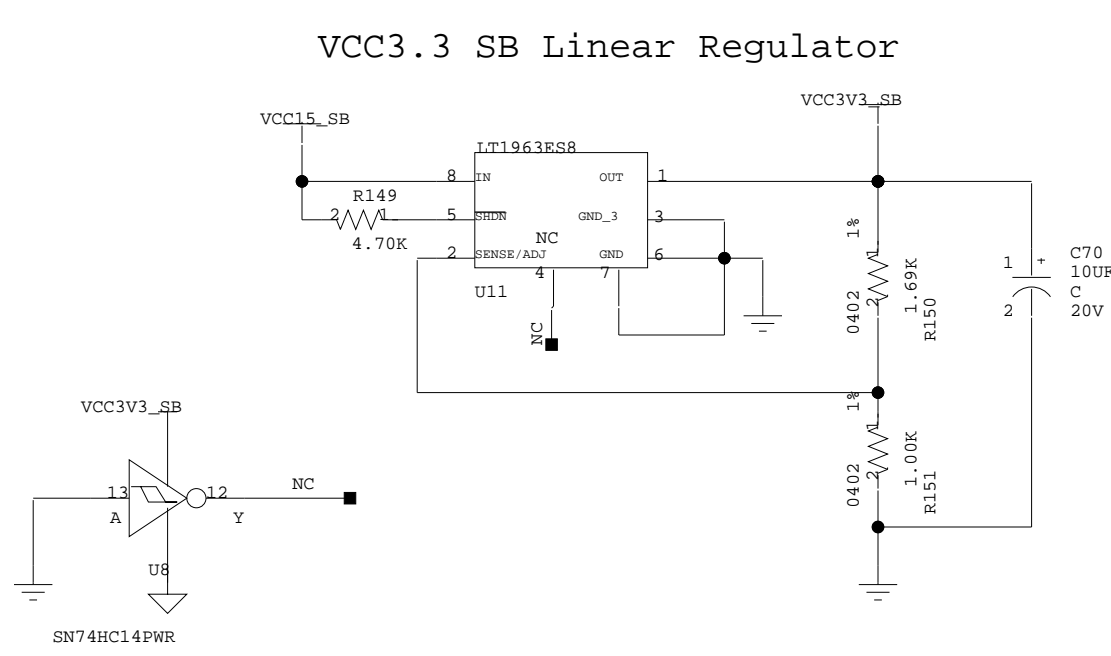 VCC3.3 SB Linear Regulator
VCC15_SB
VCC3V3_SB
LT1963ES8
8 IN OUT 1
R149
2 1
4.70K
5 SHDN GND_3 3
NC
2 SENSE/ADJ GND 6
4 7
U11
NC
1%
1
2
0402
1.69K
R150
1 +
2
C70
10UF
C
20V
1%
1
2
0402
1.00K
R151
VCC3V3_SB
13 12
A Y
NC
U8
SN74HC14PWR